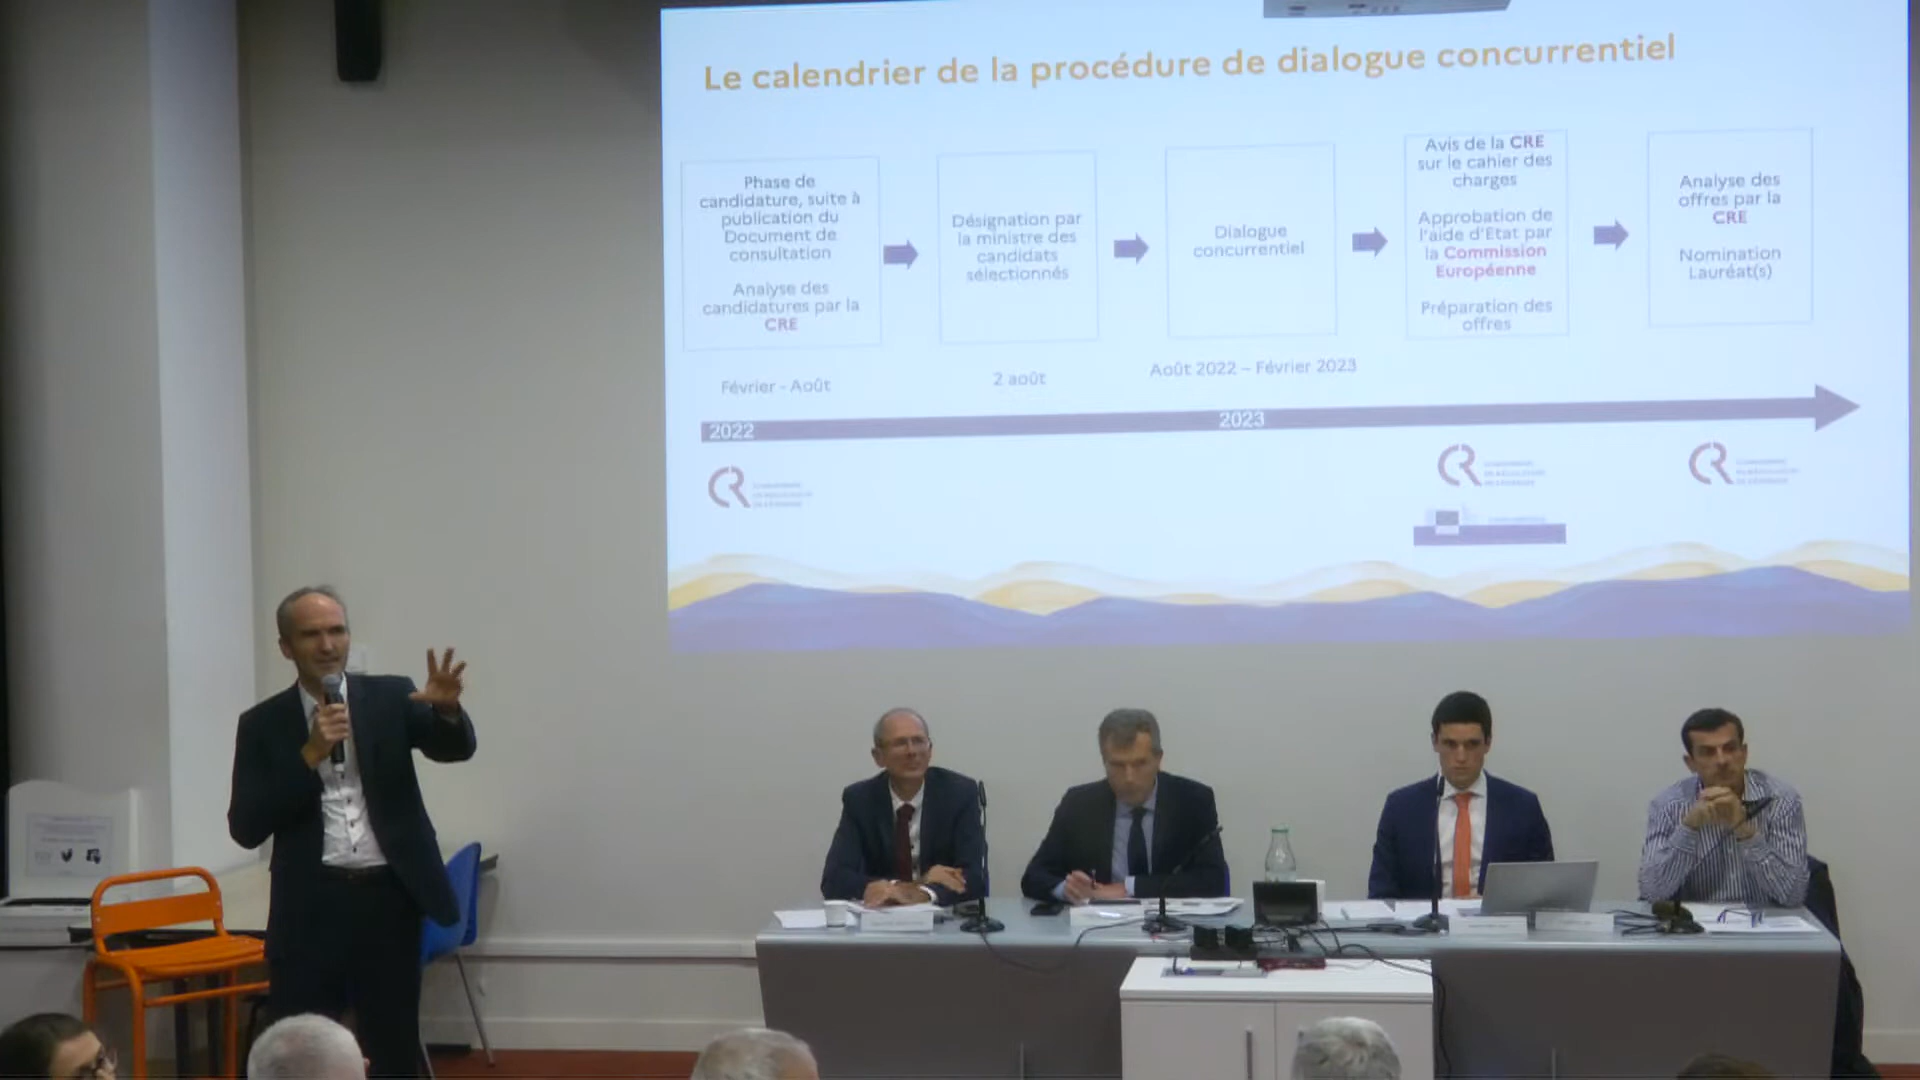 Le calendrier de la procédure de dialogue concurrentiel
Phase de
candidature, suite à
publication du
Document de
consultation
Analyse des
candidatures par la
CRE
Désignation par
la ministre des
candidats
sélectionnés
Dialogue
concurrentiel
Avis de la CRE
sur le cahier des
charges
Approbation de
l'aide d'Etat par
la Commission
Européenne
Préparation des
offres
Analyse des
offres par la
CRE
Nomination
Lauréat(s)
Février - Août
2 août
Août 2022 – Février 2023
2022
2023